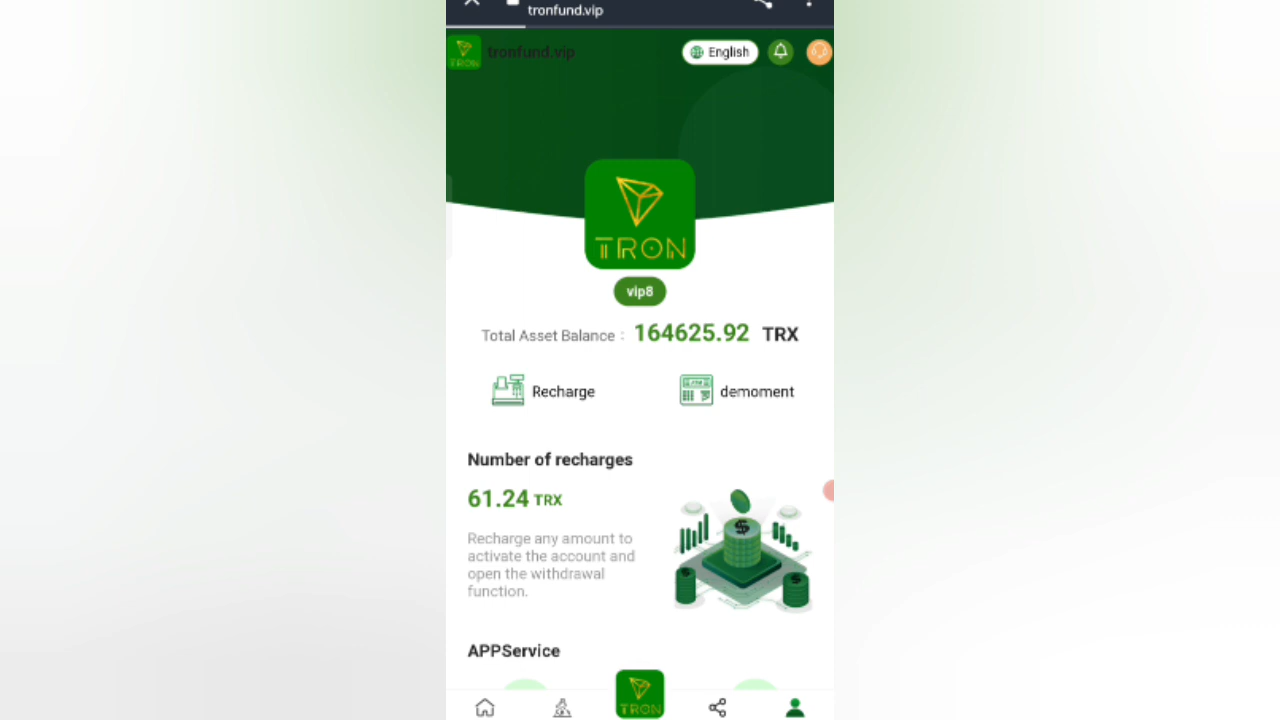 tronfund.vip
TRON
tronfund.vip
English
TRON
vip8
Total Asset Balance : 164625.92 TRX
Recharge
demoment
Number of recharges
61.24 TRX
Recharge any amount to
activate the account and
open the withdrawal
function.
APPService
TRON